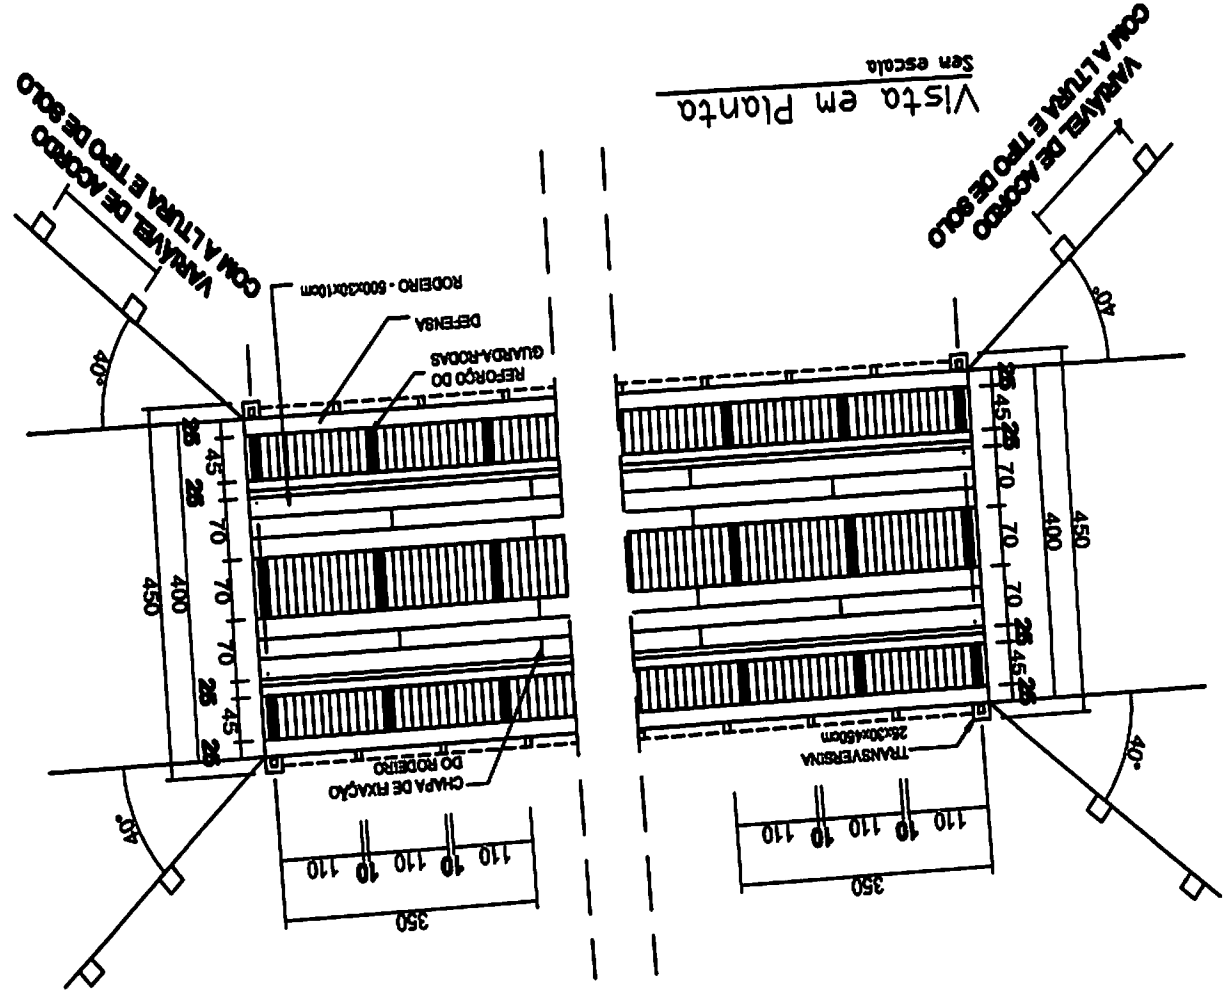 350
350
110 10 110 10 110
110 10 110 10 110
TRANSVERSINA
25x30x450cm
CHAPA DE FIXAÇÃO
DO RODEIRO
40°
40°
25
45
25
70
70
70
25
45
25
400
450
25
45
25
70
70
70
25
45
25
400
450
REFORÇO DO
GUARDA-RODAS
DEFENSA
RODEIRO - 500x30x10cm
40°
40°
VARIÁVEL DE ACORDO
COM A LTURA E TIPO DE SOLO
VARIÁVEL DE ACORDO
COM A LTURA E TIPO DE SOLO
Vista em Planta
Sem escala